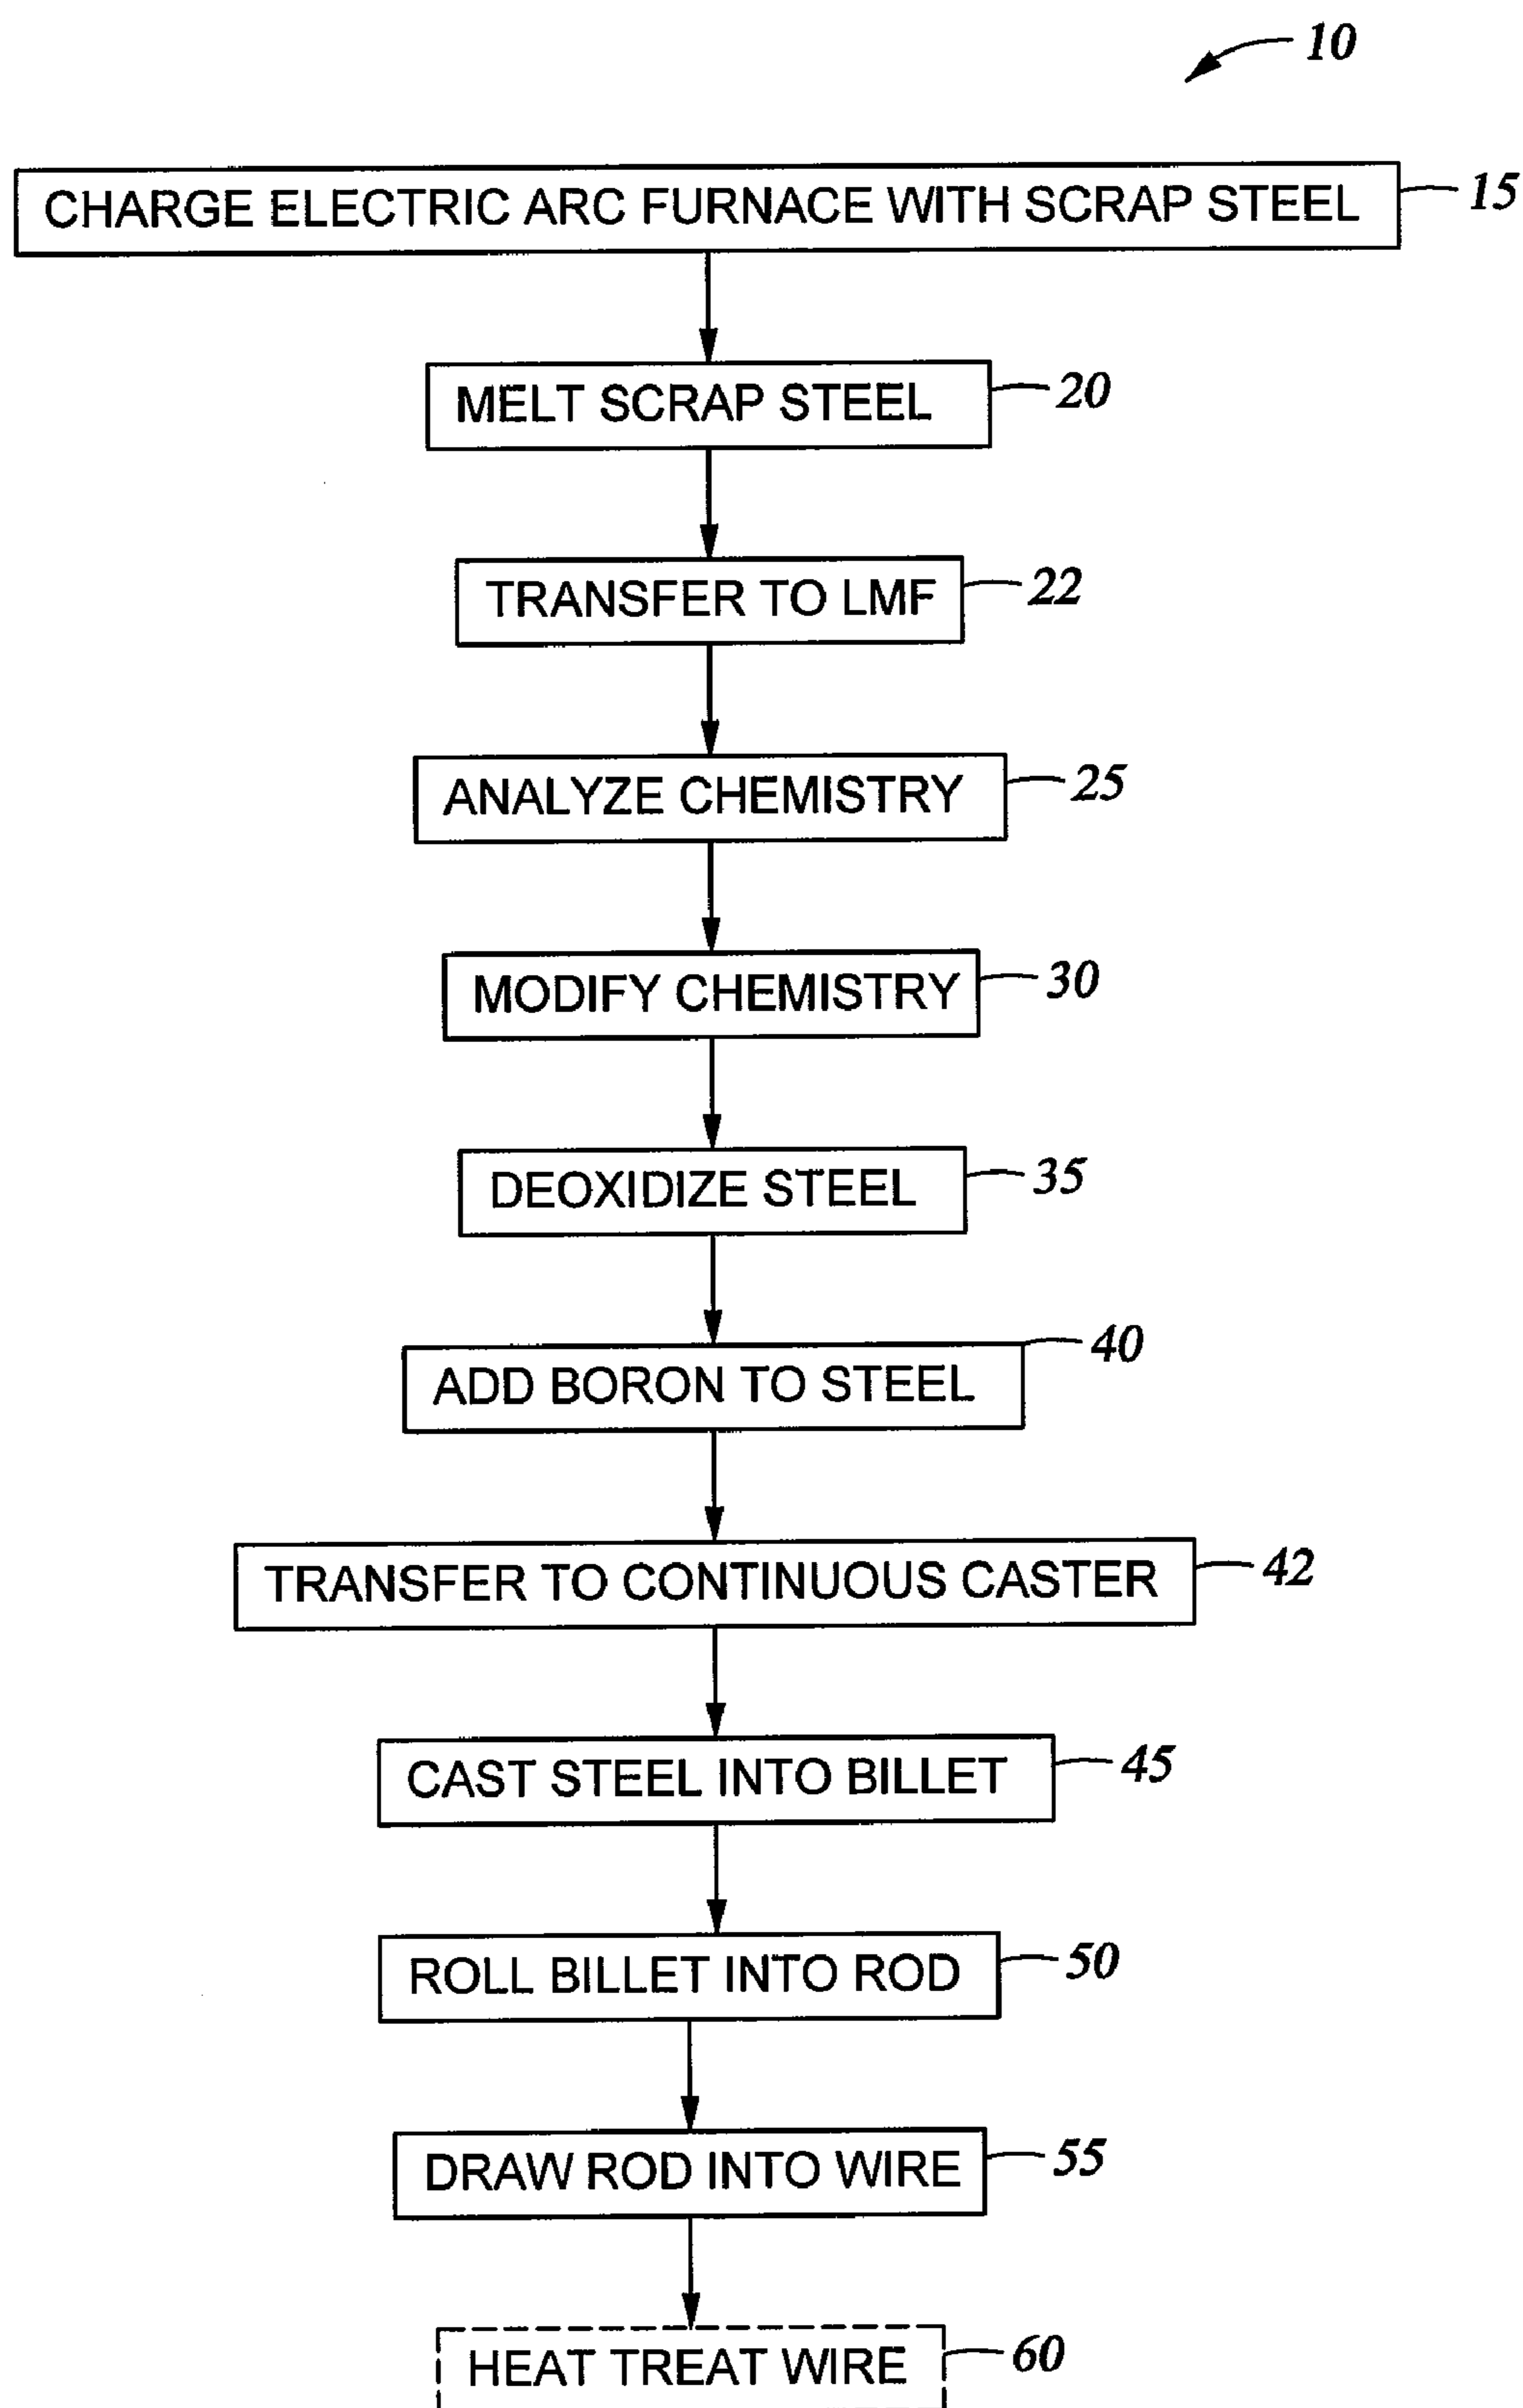 10
CHARGE ELECTRIC ARC FURNACE WITH SCRAP STEEL 15
MELT SCRAP STEEL 20
TRANSFER TO LMF 22
ANALYZE CHEMISTRY 25
MODIFY CHEMISTRY 30
DEOXIDIZE STEEL 35
ADD BORON TO STEEL 40
TRANSFER TO CONTINUOUS CASTER 42
CAST STEEL INTO BILLET 45
ROLL BILLET INTO ROD 50
DRAW ROD INTO WIRE 55
HEAT TREAT WIRE 60